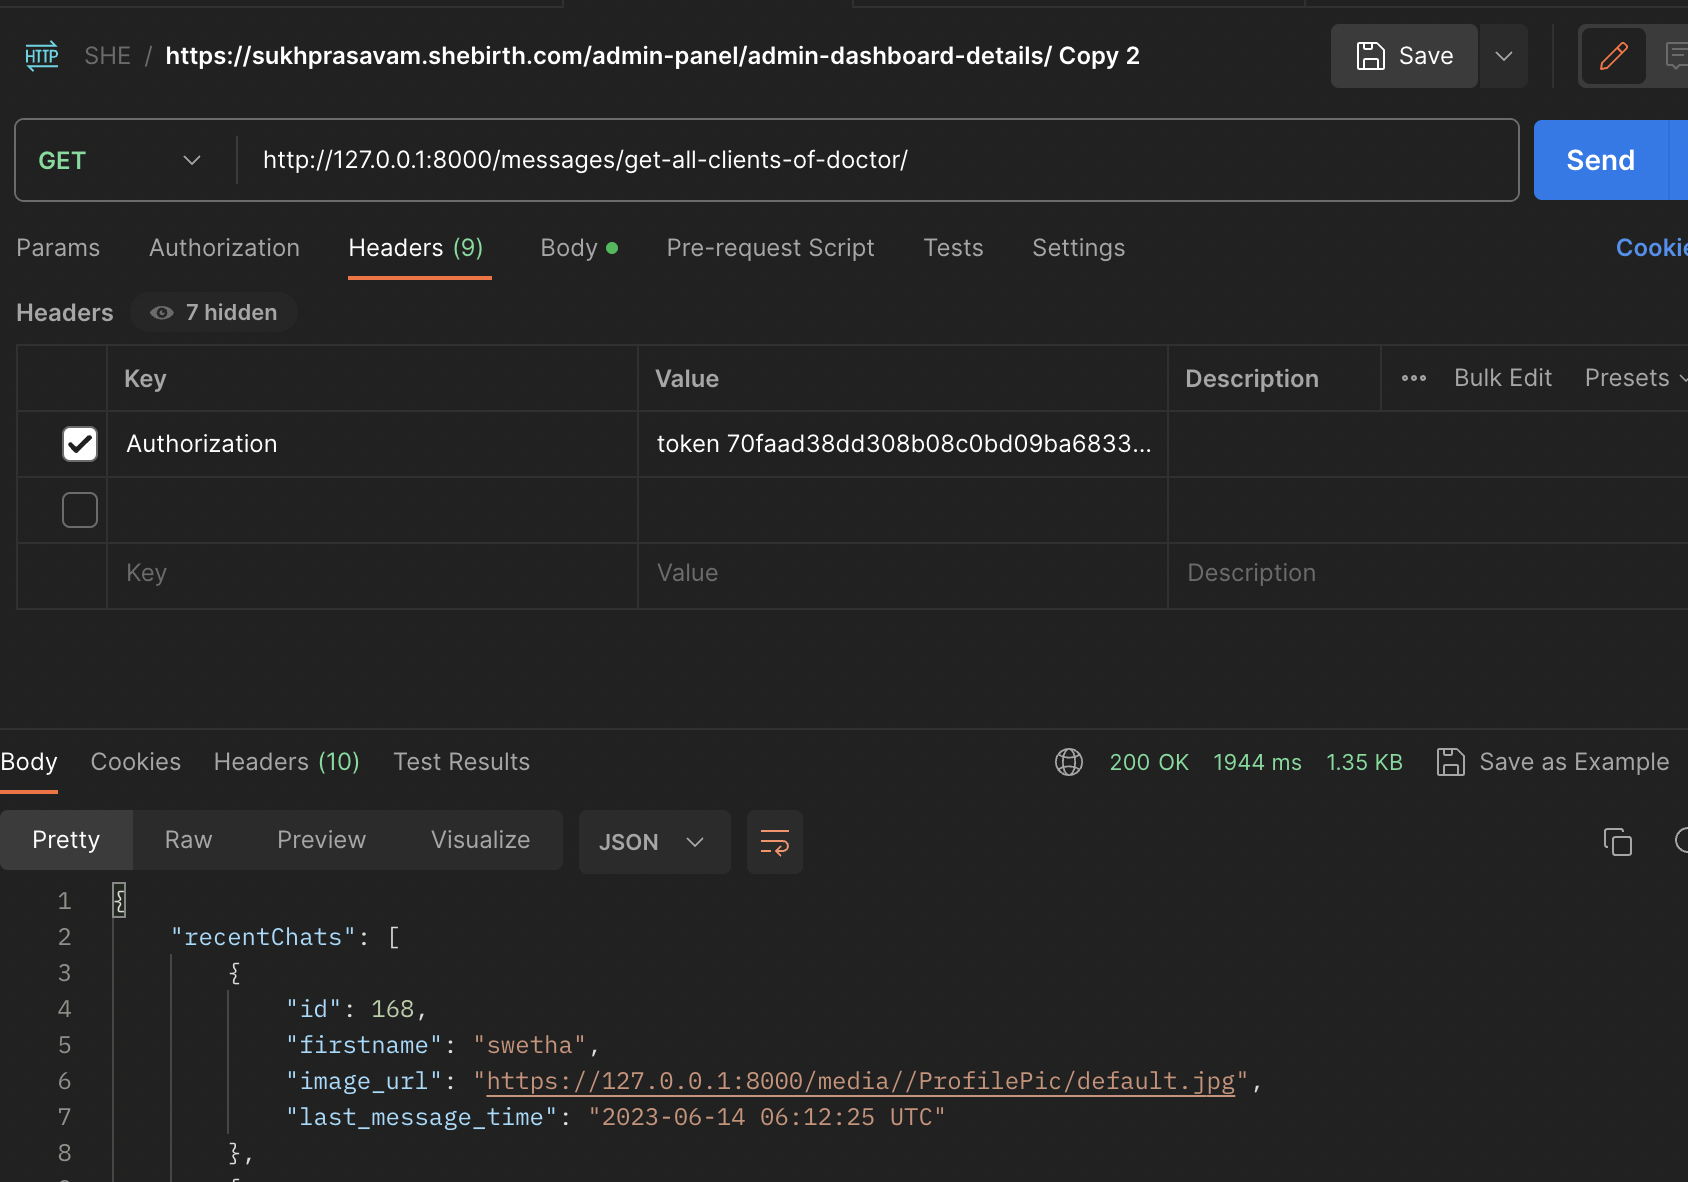 HTTP SHE / https://sukhprasavam.shebirth.com/admin-panel/admin-dashboard-details/ Copy 2 Save
GET http://127.0.0.1:8000/messages/get-all-clients-of-doctor/ Send
Params Authorization Headers (9) Body Pre-request Script Tests Settings Cookie
Headers 7 hidden
Key Value Description Bulk Edit Presets
Authorization token 70faad38dd308b08c0bd09ba6833...
Key Value Description
Body Cookies Headers (10) Test Results 200 OK 1944 ms 1.35 KB Save as Example
Pretty Raw Preview Visualize JSON
1 {
2 "recentChats": [
3 {
4 "id": 168,
5 "firstname": "swetha",
6 "image_url": "https://127.0.0.1:8000/media//ProfilePic/default.jpg",
7 "last_message_time": "2023-06-14 06:12:25 UTC"
8 },